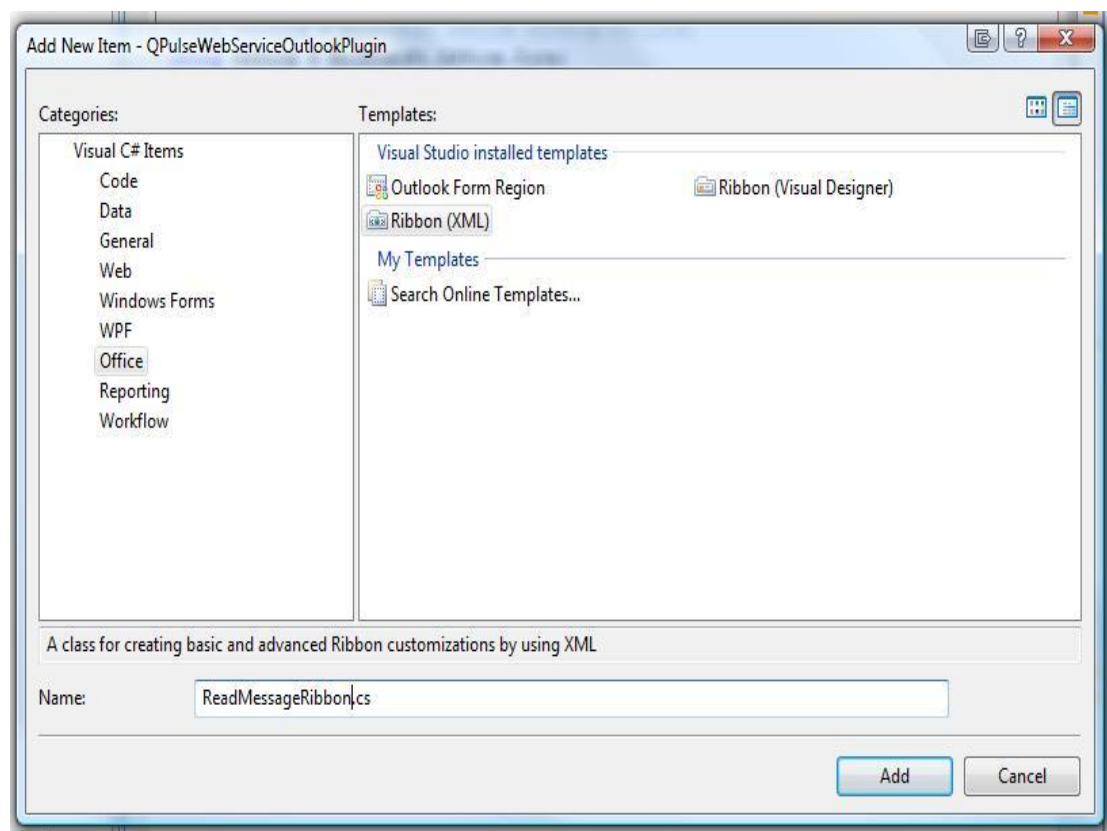 Add New Item - QPulseWebServiceOutlookPlugin
Categories:
Templates:
Visual C# Items
Code
Data
General
Web
Windows Forms
WPF
Office
Reporting
Workflow
Visual Studio installed templates
Outlook Form Region
Ribbon (Visual Designer)
Ribbon (XML)
My Templates
Search Online Templates...
A class for creating basic and advanced Ribbon customizations by using XML
Name:
ReadMessageRibbon.cs
Add
Cancel